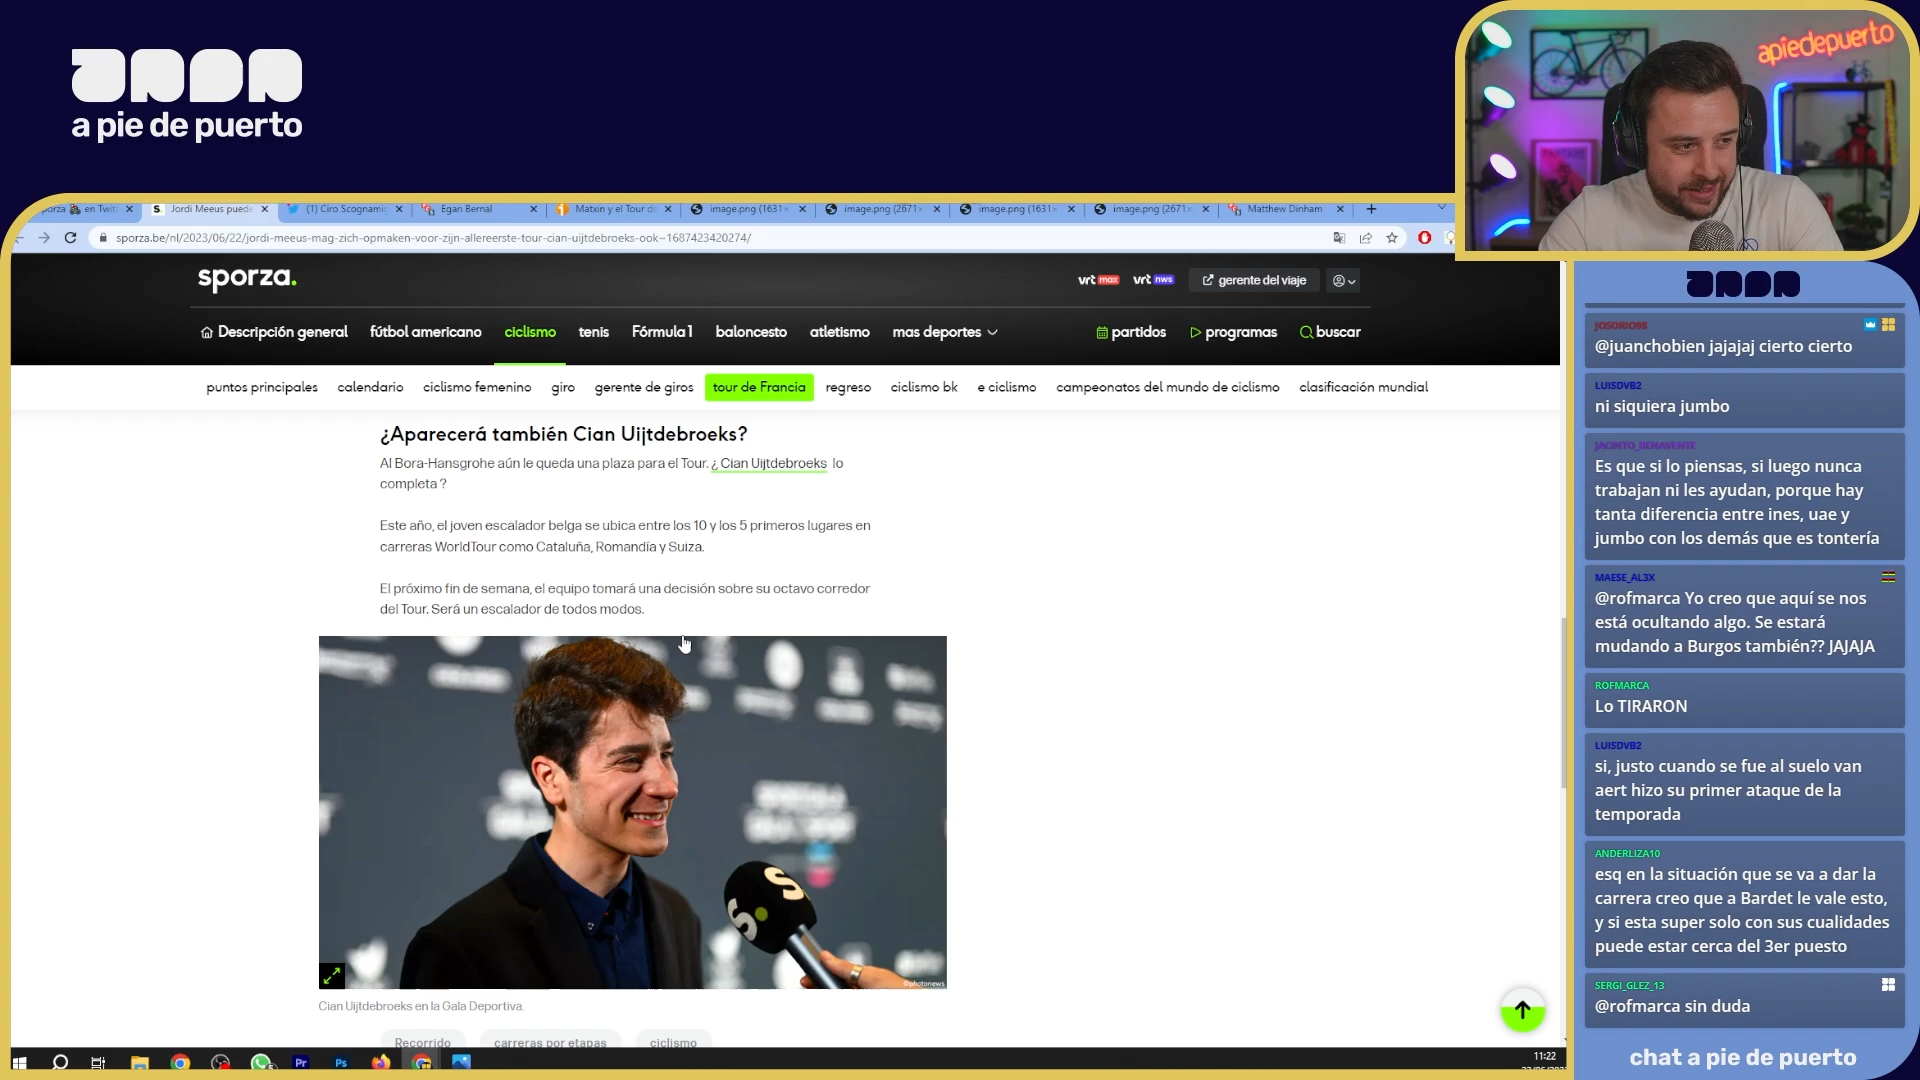 a pie de puerto
apiedepuerto
en Twit
Jordi Meeus puede
(1) Ciro Scognamig
Egan Bernal
Matxin y el Tour de
image.png (1631
image.png (2671
image.png (1631
image.png (2671
Matthew Dinham
sporza.be/nl/2023/06/22/jordi-meeus-mag-zich-opmaken-voor-zijn-allereerste-tour-cian-uijtdebroeks-ook~1687423420274/
sporza.
vrt max
vrt nws
gerente del viaje
Descripción general
fútbol americano
ciclismo
tenis
Fórmula 1
baloncesto
atletismo
mas deportes
partidos
programas
buscar
puntos principales
calendario
ciclismo femenino
giro
gerente de giros
tour de Francia
regreso
ciclismo bk
e ciclismo
campeonatos del mundo de ciclismo
clasificación mundial
¿Aparecerá también Cian Uijtdebroeks?
Al Bora-Hansgrohe aún le queda una plaza para el Tour. ¿ Cian Uijtdebroeks lo
completa ?
Este año, el joven escalador belga se ubica entre los 10 y los 5 primeros lugares en
carreras WorldTour como Cataluña, Romandía y Suiza.
El próximo fin de semana, el equipo tomará una decisión sobre su octavo corredor
del Tour. Será un escalador de todos modos.
©photonews
Cian Uijtdebroeks en la Gala Deportiva.
Recorrido
carreras por etapas
ciclismo
Pr
Ps
11:22
JOSORIO98
@juanchobien jajajaj cierto cierto
LUISDVB2
ni siquiera jumbo
JACINTO_BENAVENTE
Es que si lo piensas, si luego nunca
trabajan ni les ayudan, porque hay
tanta diferencia entre ines, uae y
jumbo con los demás que es tontería
MAESE_AL3X
@rofmarca Yo creo que aquí se nos
está ocultando algo. Se estará
mudando a Burgos también?? JAJAJA
ROFMARCA
Lo TIRARON
LUISDVB2
si, justo cuando se fue al suelo van
aert hizo su primer ataque de la
temporada
ANDERLIZA10
esq en la situación que se va a dar la
carrera creo que a Bardet le vale esto,
y si esta super solo con sus cualidades
puede estar cerca del 3er puesto
SERGI_GLEZ_13
@rofmarca sin duda
chat a pie de puerto